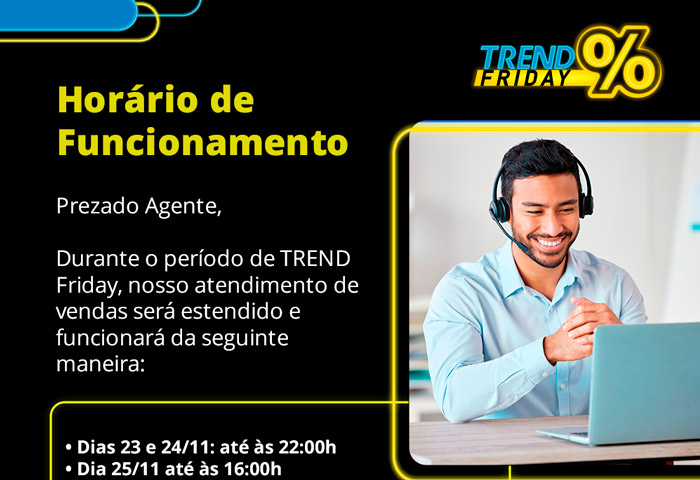 TREND %
FRIDAY
Horário de
Funcionamento
Prezado Agente,
Durante o período de TREND
Friday, nosso atendimento de
vendas será estendido e
funcionará da seguinte
maneira:
• Dias 23 e 24/11: até às 22:00h
• Dia 25/11 até às 16:00h